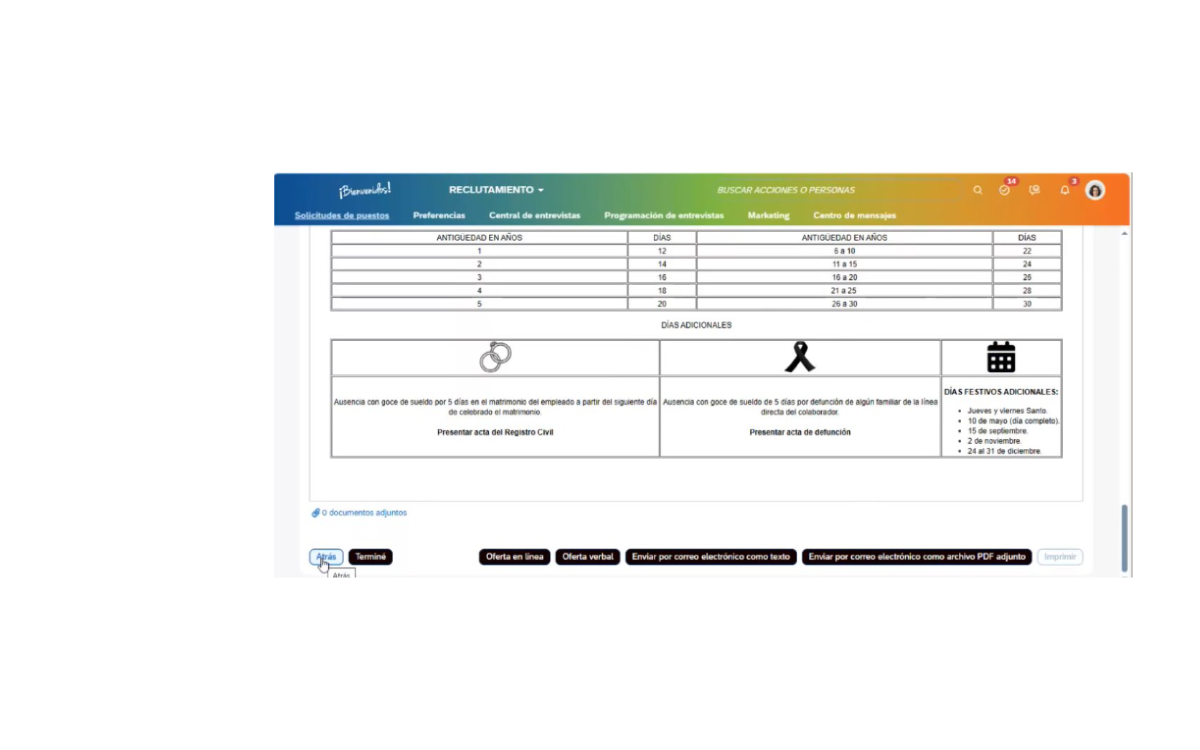 ¡Bienvenidos!
RECLUTAMIENTO
BUSCAR ACCIONES O PERSONAS
14
3
Solicitudes de puestos Preferencias Central de entrevistas Programación de entrevistas Marketing Centro de mensajes
ANTIGÜEDAD EN AÑOS DÍAS ANTIGÜEDAD EN AÑOS DÍAS
1 12 6 a 10 22
2 14 11 a 15 24
3 16 16 a 20 26
4 18 21 a 25 28
5 20 26 a 30 30
DÍAS ADICIONALES
Ausencia con goce de sueldo por 5 días en el matrimonio del empleado a partir del siguiente día
de celebrado el matrimonio.
Presentar acta del Registro Civil
Ausencia con goce de sueldo de 5 días por defunción de algún familiar de la línea
directa del colaborador.
Presentar acta de defunción
DÍAS FESTIVOS ADICIONALES:
• Jueves y viernes Santo.
• 10 de mayo (día completo).
• 15 de septiembre.
• 2 de noviembre.
• 24 al 31 de diciembre.
0 documentos adjuntos
Atrás Terminé Oferta en línea Oferta verbal Enviar por correo electrónico como texto Enviar por correo electrónico como archivo PDF adjunto Imprimir
Atrás